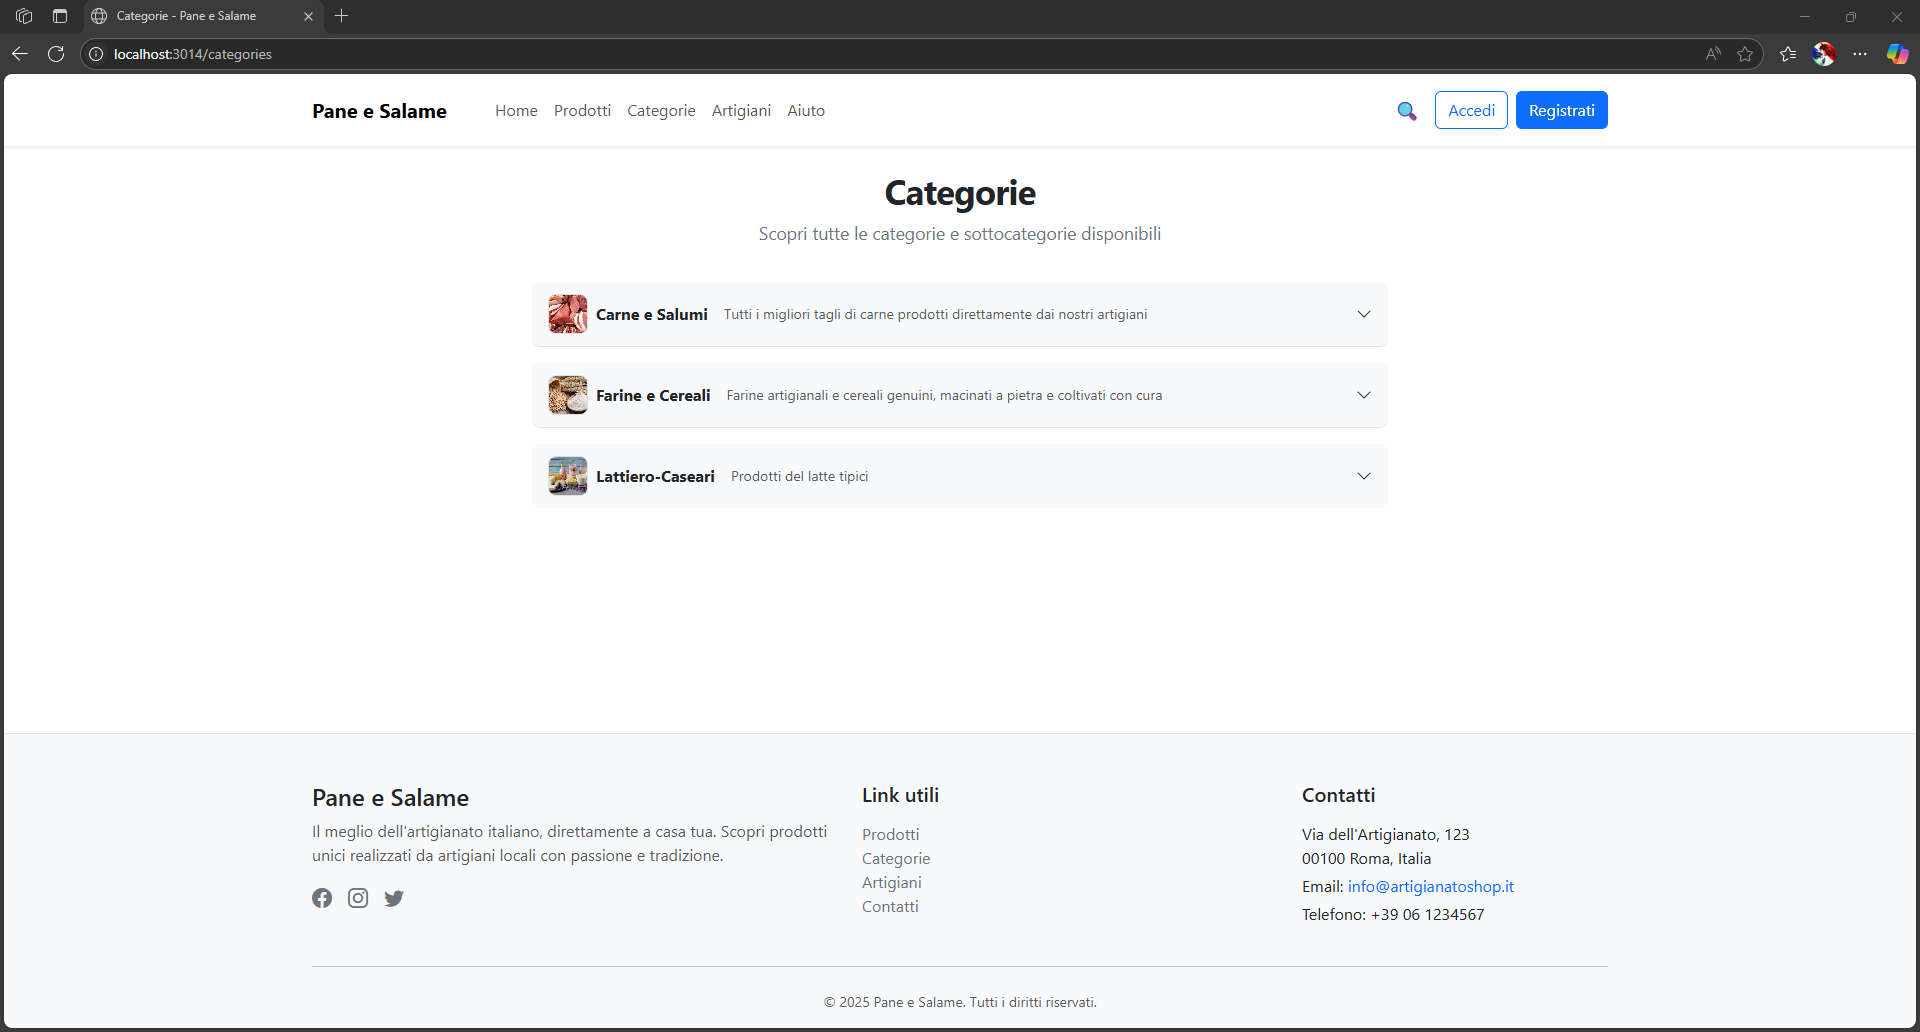 Categorie - Pane e Salame
localhost:3014/categories
Pane e Salame
Home Prodotti Categorie Artigiani Aiuto
Accedi Registrati
Categorie
Scopri tutte le categorie e sottocategorie disponibili
Carne e Salumi Tutti i migliori tagli di carne prodotti direttamente dai nostri artigiani
Farine e Cereali Farine artigianali e cereali genuini, macinati a pietra e coltivati con cura
Lattiero-Caseari Prodotti del latte tipici
Pane e Salame
Il meglio dell'artigianato italiano, direttamente a casa tua. Scopri prodotti
unici realizzati da artigiani locali con passione e tradizione.
Link utili
Prodotti
Categorie
Artigiani
Contatti
Contatti
Via dell'Artigianato, 123
00100 Roma, Italia
Email: info@artigianatoshop.it
Telefono: +39 06 1234567
© 2025 Pane e Salame. Tutti i diritti riservati.